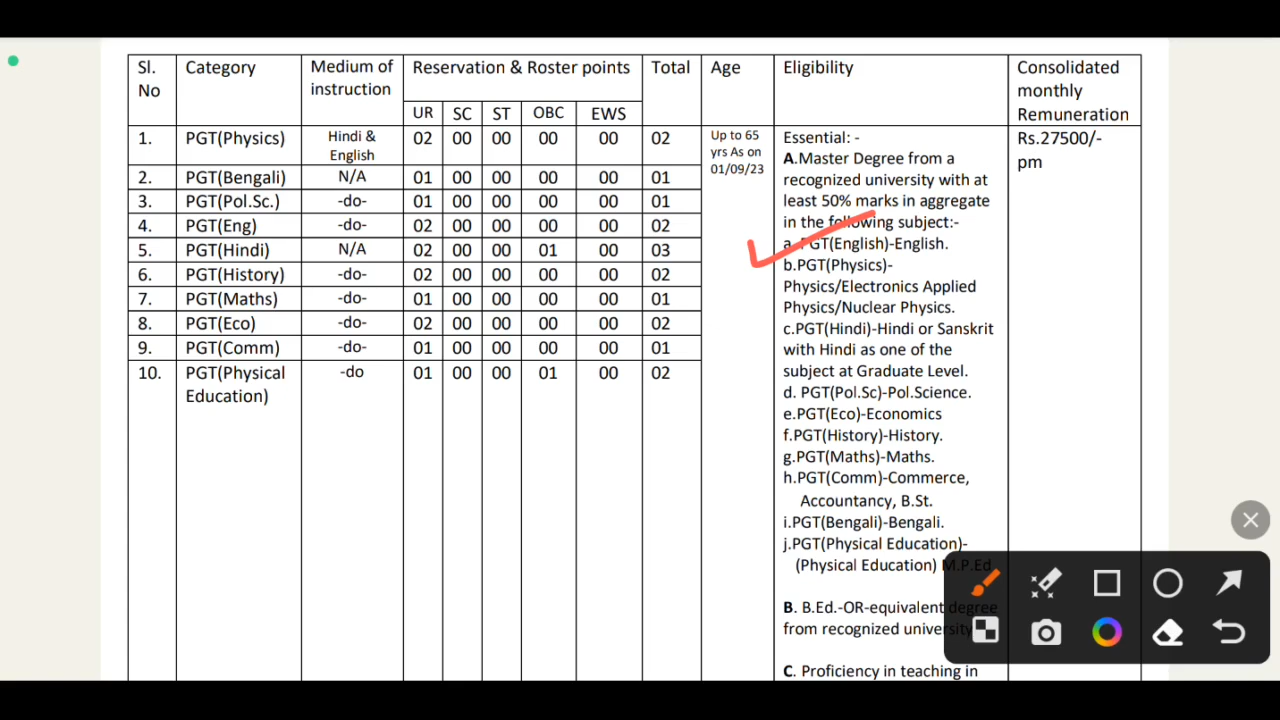 Sl. No Category Medium of instruction Reservation & Roster points Total Age Eligibility Consolidated monthly Remuneration
UR SC ST OBC EWS
1. PGT(Physics) Hindi & English 02 00 00 00 00 02
2. PGT(Bengali) N/A 01 00 00 00 00 01
3. PGT(Pol.Sc.) -do- 01 00 00 00 00 01
4. PGT(Eng) -do- 02 00 00 00 00 02
5. PGT(Hindi) N/A 02 00 00 01 00 03
6. PGT(History) -do- 02 00 00 00 00 02
7. PGT(Maths) -do- 01 00 00 00 00 01
8. PGT(Eco) -do- 02 00 00 00 00 02
9. PGT(Comm) -do- 01 00 00 00 00 01
10. PGT(Physical Education) -do 01 00 00 01 00 02
Up to 65
yrs As on
01/09/23
Essential: -
A.Master Degree from a
recognized university with at
least 50% marks in aggregate
in the following subject:-
a. PGT(English)-English.
b.PGT(Physics)-
Physics/Electronics Applied
Physics/Nuclear Physics.
c.PGT(Hindi)-Hindi or Sanskrit
with Hindi as one of the
subject at Graduate Level.
d. PGT(Pol.Sc)-Pol.Science.
e.PGT(Eco)-Economics
f.PGT(History)-History.
g.PGT(Maths)-Maths.
h.PGT(Comm)-Commerce,
Accountancy, B.St.
i.PGT(Bengali)-Bengali.
j.PGT(Physical Education)-
(Physical Education) M.P.Ed
B. B.Ed.-OR-equivalent degree
from recognized university
C. Proficiency in teaching in
Rs.27500/-
pm